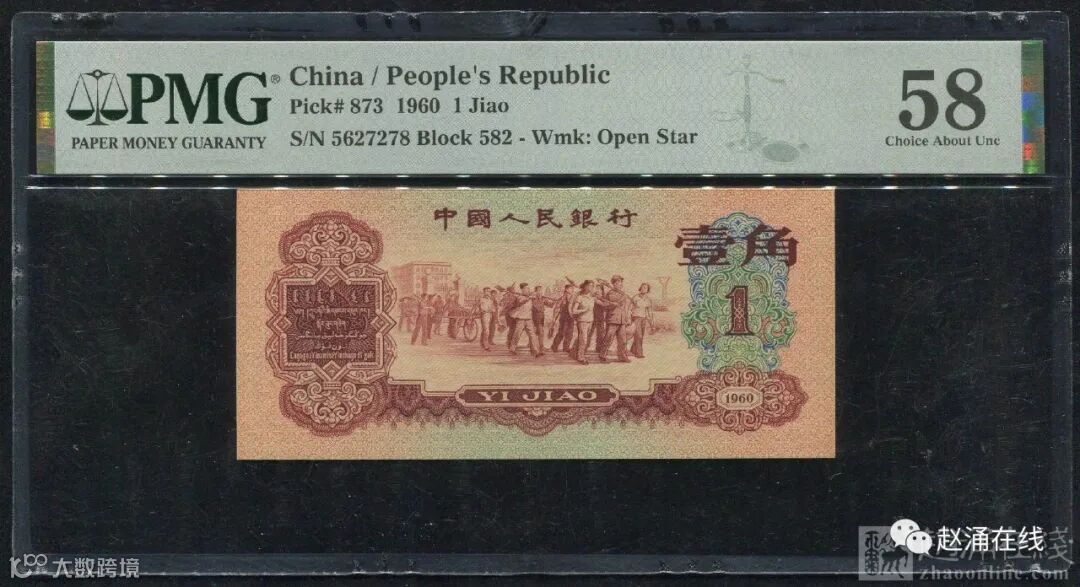 PMG®
PAPER MONEY GUARANTY
China / People's Republic
Pick# 873 1960 1 Jiao
S/N 5627278 Block 582 - Wmk: Open Star
58
Choice About Unc
中國人民銀行
壹角
1
YI JIAO
1960
大数跨境
赵涌在线
zhaoonline.com